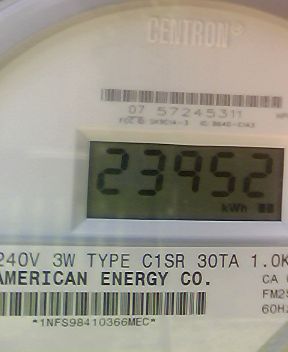 CENTRON®
07 57245311
23952
kWh
240V 3W TYPE C1SR 30TA 1.0K
AMERICAN ENERGY CO.
CA
FM2S
60H
*1NFS98410366MEC*